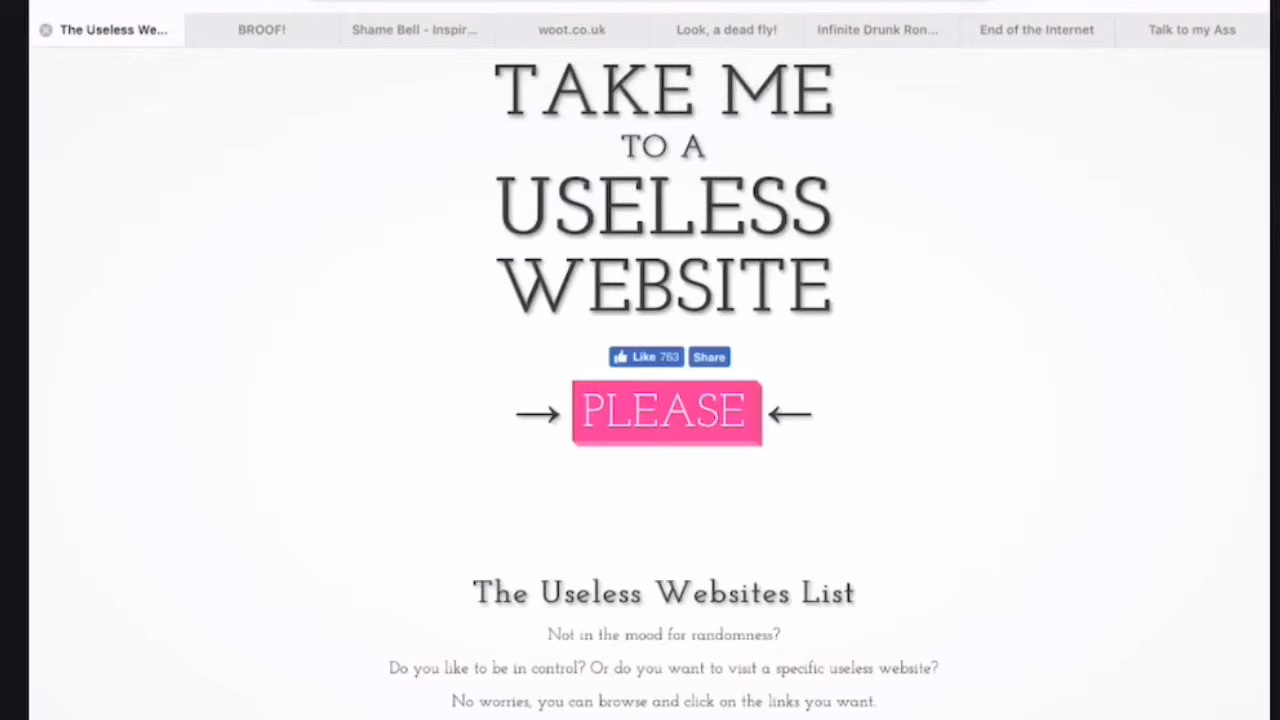 The Useless We...
BROOF!
Shame Bell - Inspir...
woot.co.uk
Look, a dead fly!
Infinite Drunk Ron...
End of the Internet
Talk to my Ass
TAKE ME
TO A
USELESS
WEBSITE
Like 763 Share
→ PLEASE ←
The Useless Websites List
Not in the mood for randomness?
Do you like to be in control? Or do you want to visit a specific useless website?
No worries, you can browse and click on the links you want.